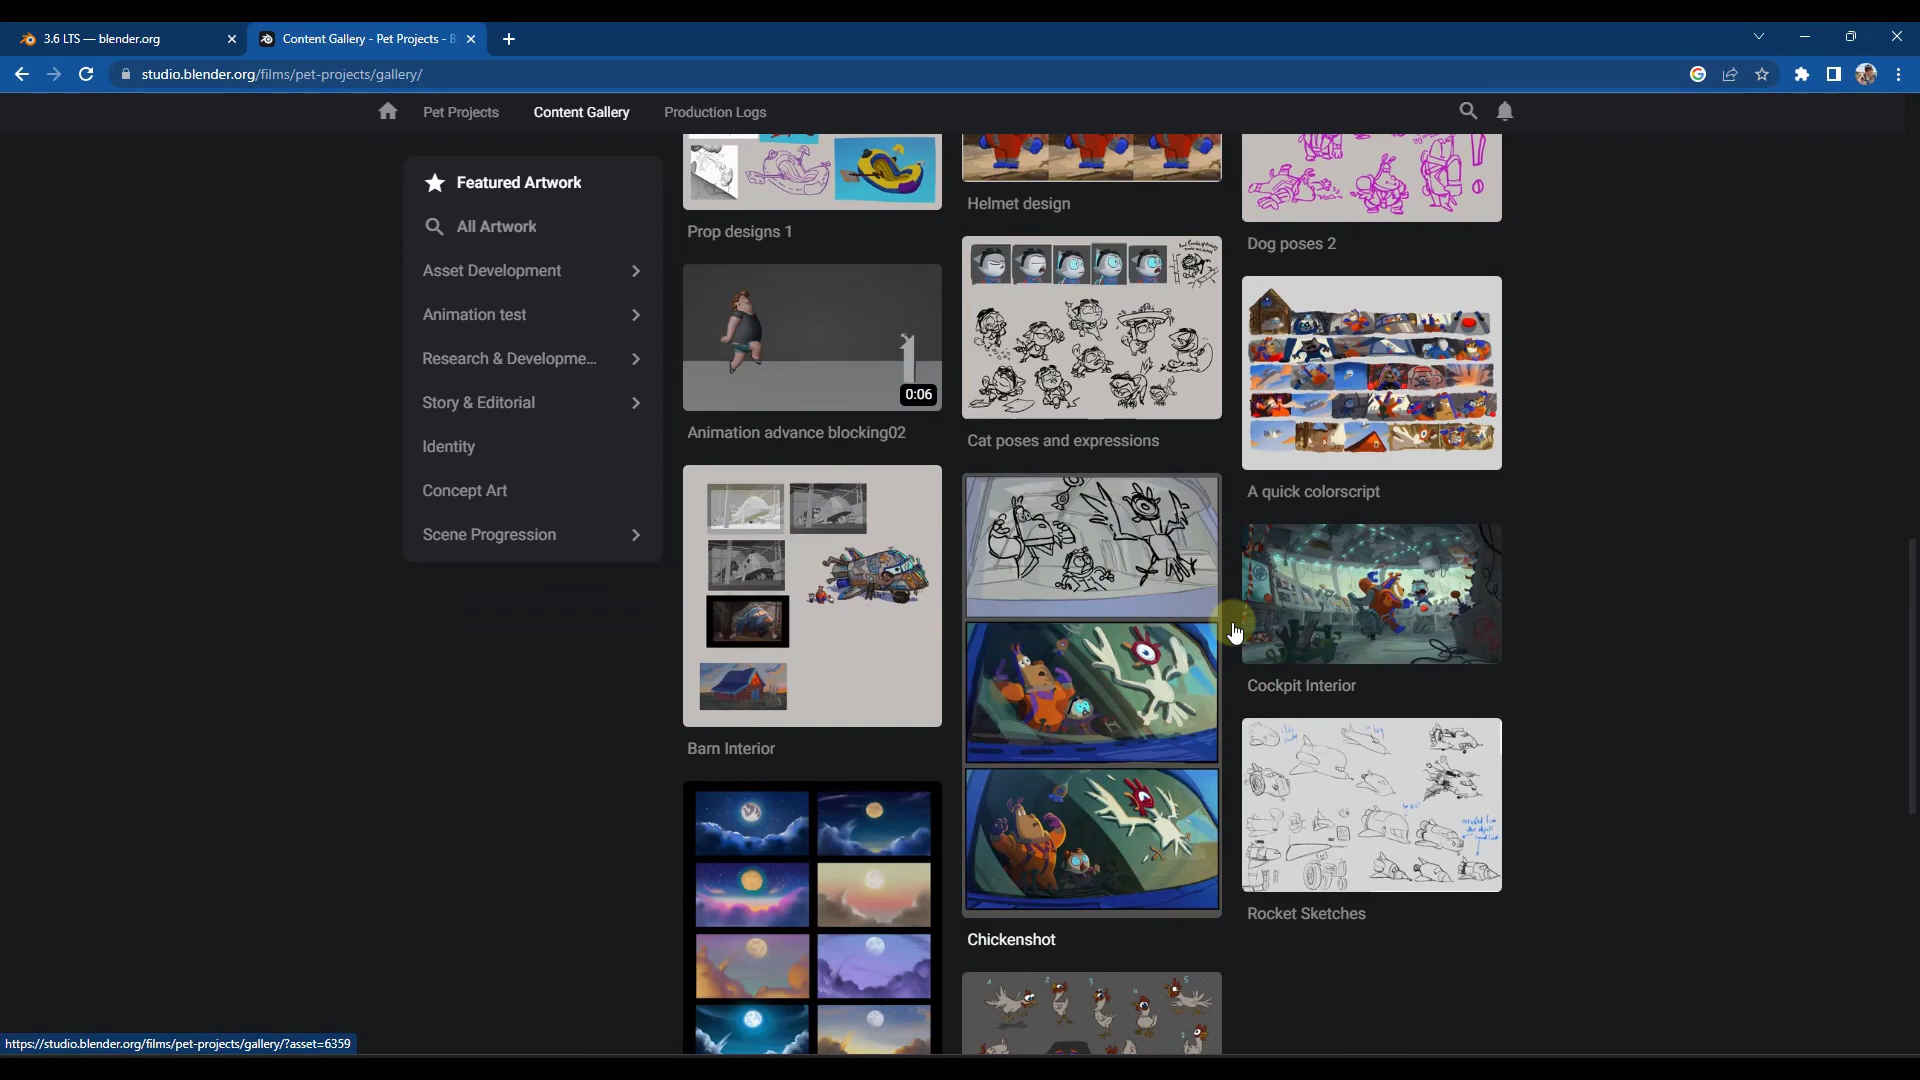 3.6 LTS — blender.org
Content Gallery - Pet Projects - B
studio.blender.org/films/pet-projects/gallery/
Pet Projects
Content Gallery
Production Logs
Featured Artwork
All Artwork
Asset Development
Animation test
Research & Developme...
Story & Editorial
Identity
Concept Art
Scene Progression
Prop designs 1
0:06
Animation advance blocking02
Barn Interior
Helmet design
Cat poses and expressions
Chickenshot
Dog poses 2
A quick colorscript
Cockpit Interior
Rocket Sketches
https://studio.blender.org/films/pet-projects/gallery/?asset=6359